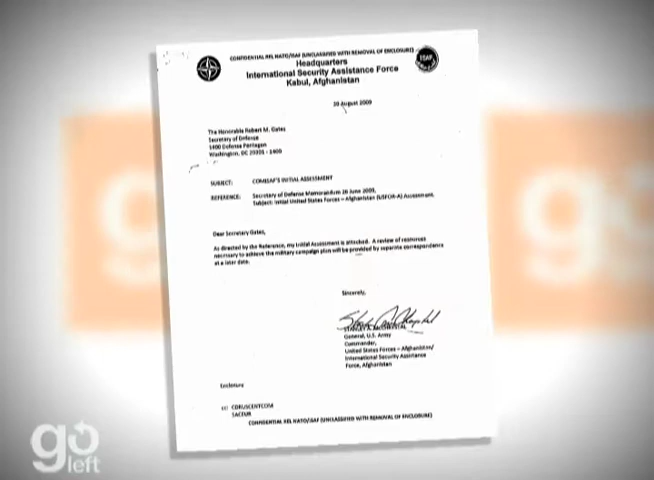 CONFIDENTIAL REL NATO/ISAF (UNCLASSIFIED WITH REMOVAL OF ENCLOSURE)
Headquarters
International Security Assistance Force
Kabul, Afghanistan
30 August 2009
The Honorable Robert M. Gates
Secretary of Defense
1400 Defense Pentagon
Washington, DC 20301 - 1400
SUBJECT: COMISAF'S INITIAL ASSESSMENT
REFERENCE: Secretary of Defense Memorandum 26 June 2009,
Subject: Initial United States Forces – Afghanistan (USFOR-A) Assessment.
Dear Secretary Gates,
As directed by the Reference, my Initial Assessment is attached. A review of resources
necessary to achieve the military campaign plan will be provided by separate correspondence
at a later date.
Sincerely,
General, U.S. Army
Commander,
United States Forces – Afghanistan/
International Security Assistance
Force, Afghanistan
Enclosure
cc: CDRUSCENTCOM
SACEUR
CONFIDENTIAL REL NATO/ISAF (UNCLASSIFIED WITH REMOVAL OF ENCLOSURE)
go
go
go
left